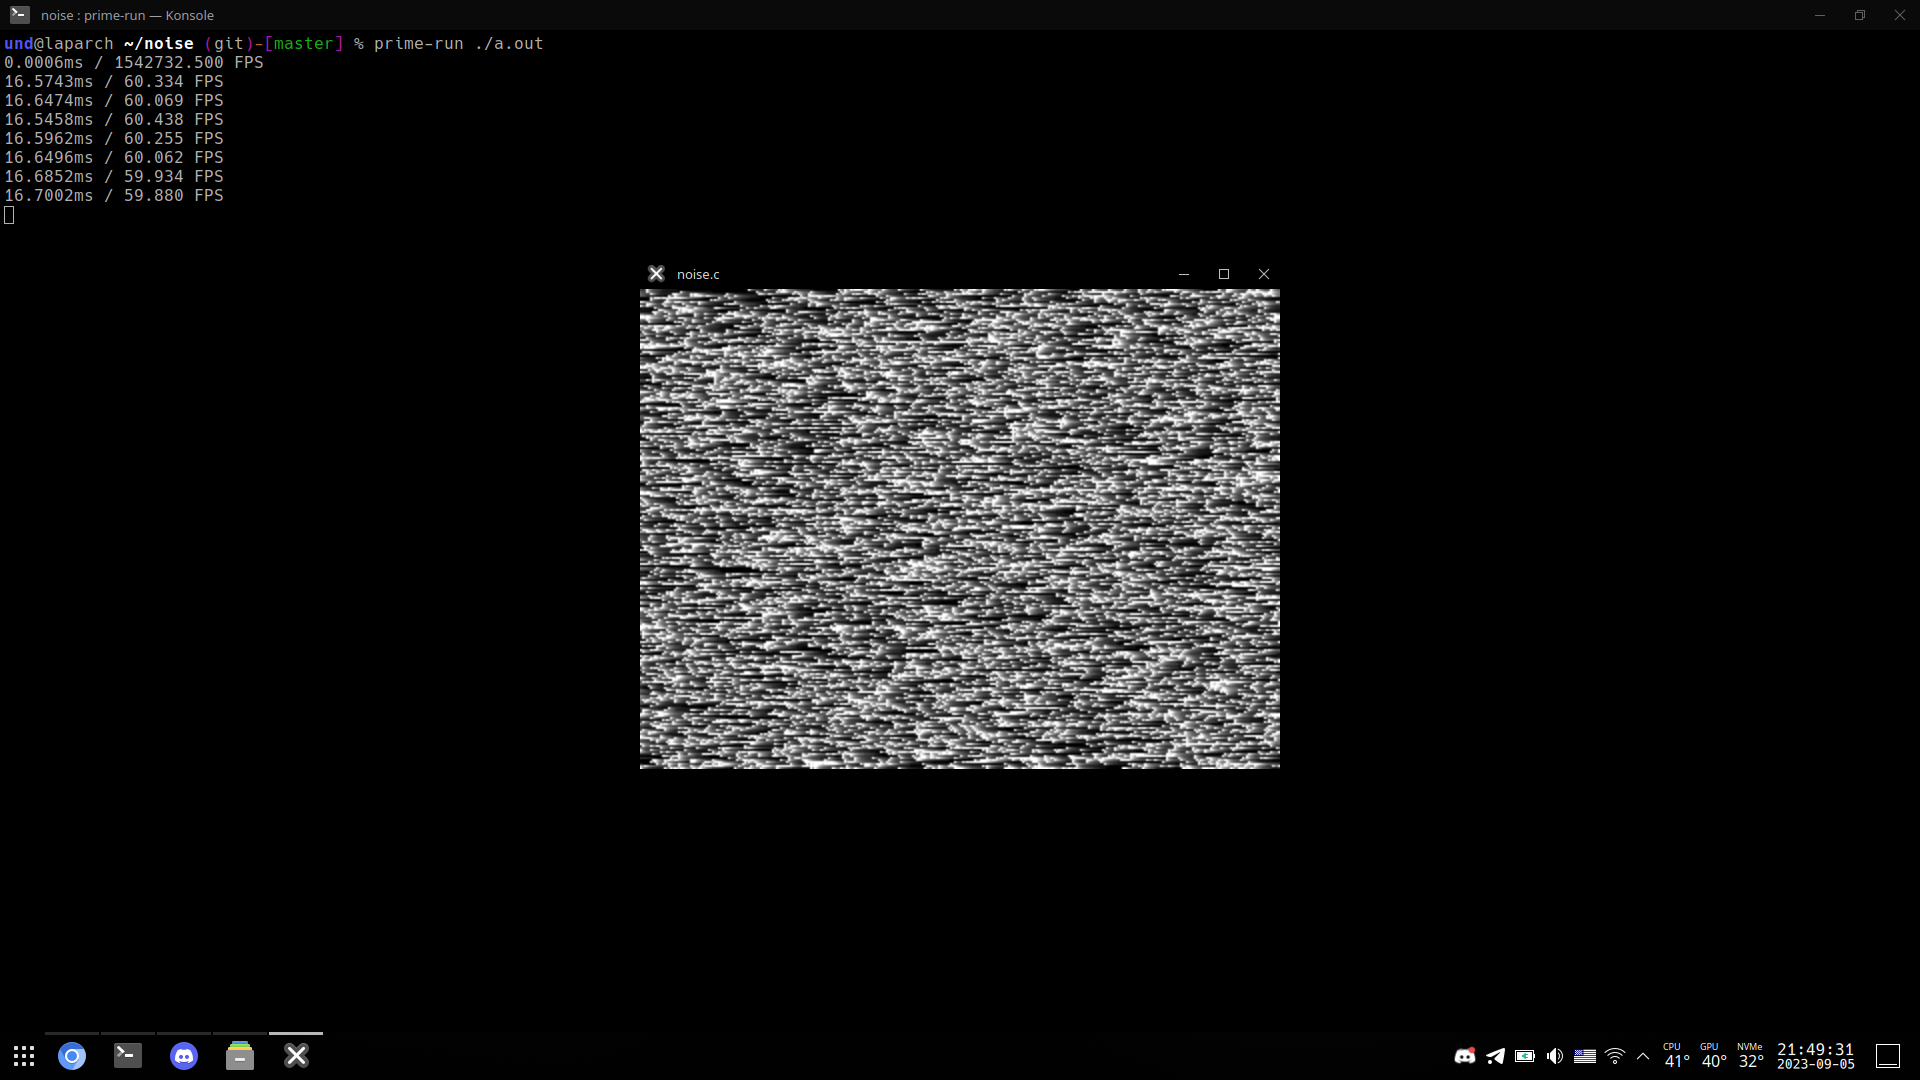 noise : prime-run — Konsole
und@laparch ~/noise (git)-[master] % prime-run ./a.out
0.0006ms / 1542732.500 FPS
16.5743ms / 60.334 FPS
16.6474ms / 60.069 FPS
16.5458ms / 60.438 FPS
16.5962ms / 60.255 FPS
16.6496ms / 60.062 FPS
16.6852ms / 59.934 FPS
16.7002ms / 59.880 FPS
noise.c
CPU GPU NVMe
41° 40° 32°
21:49:31
2023-09-05